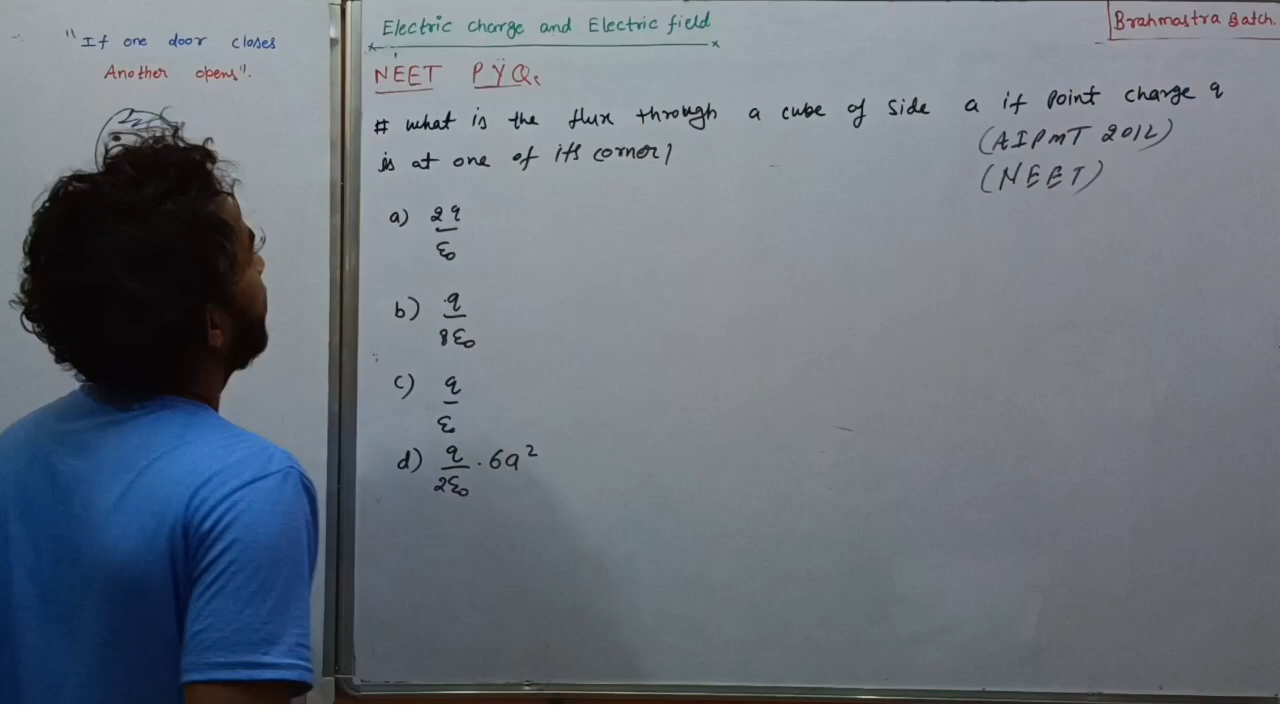 "If one door closes
Another opens".
Electric charge and Electric field
Brahmastra Batch.
NEET PYQ.
# what is the flux through a cube of side a if point charge q
is at one of its corner?
(AIPMT 2012)
(NEET)
a) 2q/ε₀
b) q/8ε₀
c) q/ε₀
d) q/2ε₀ . 6a²